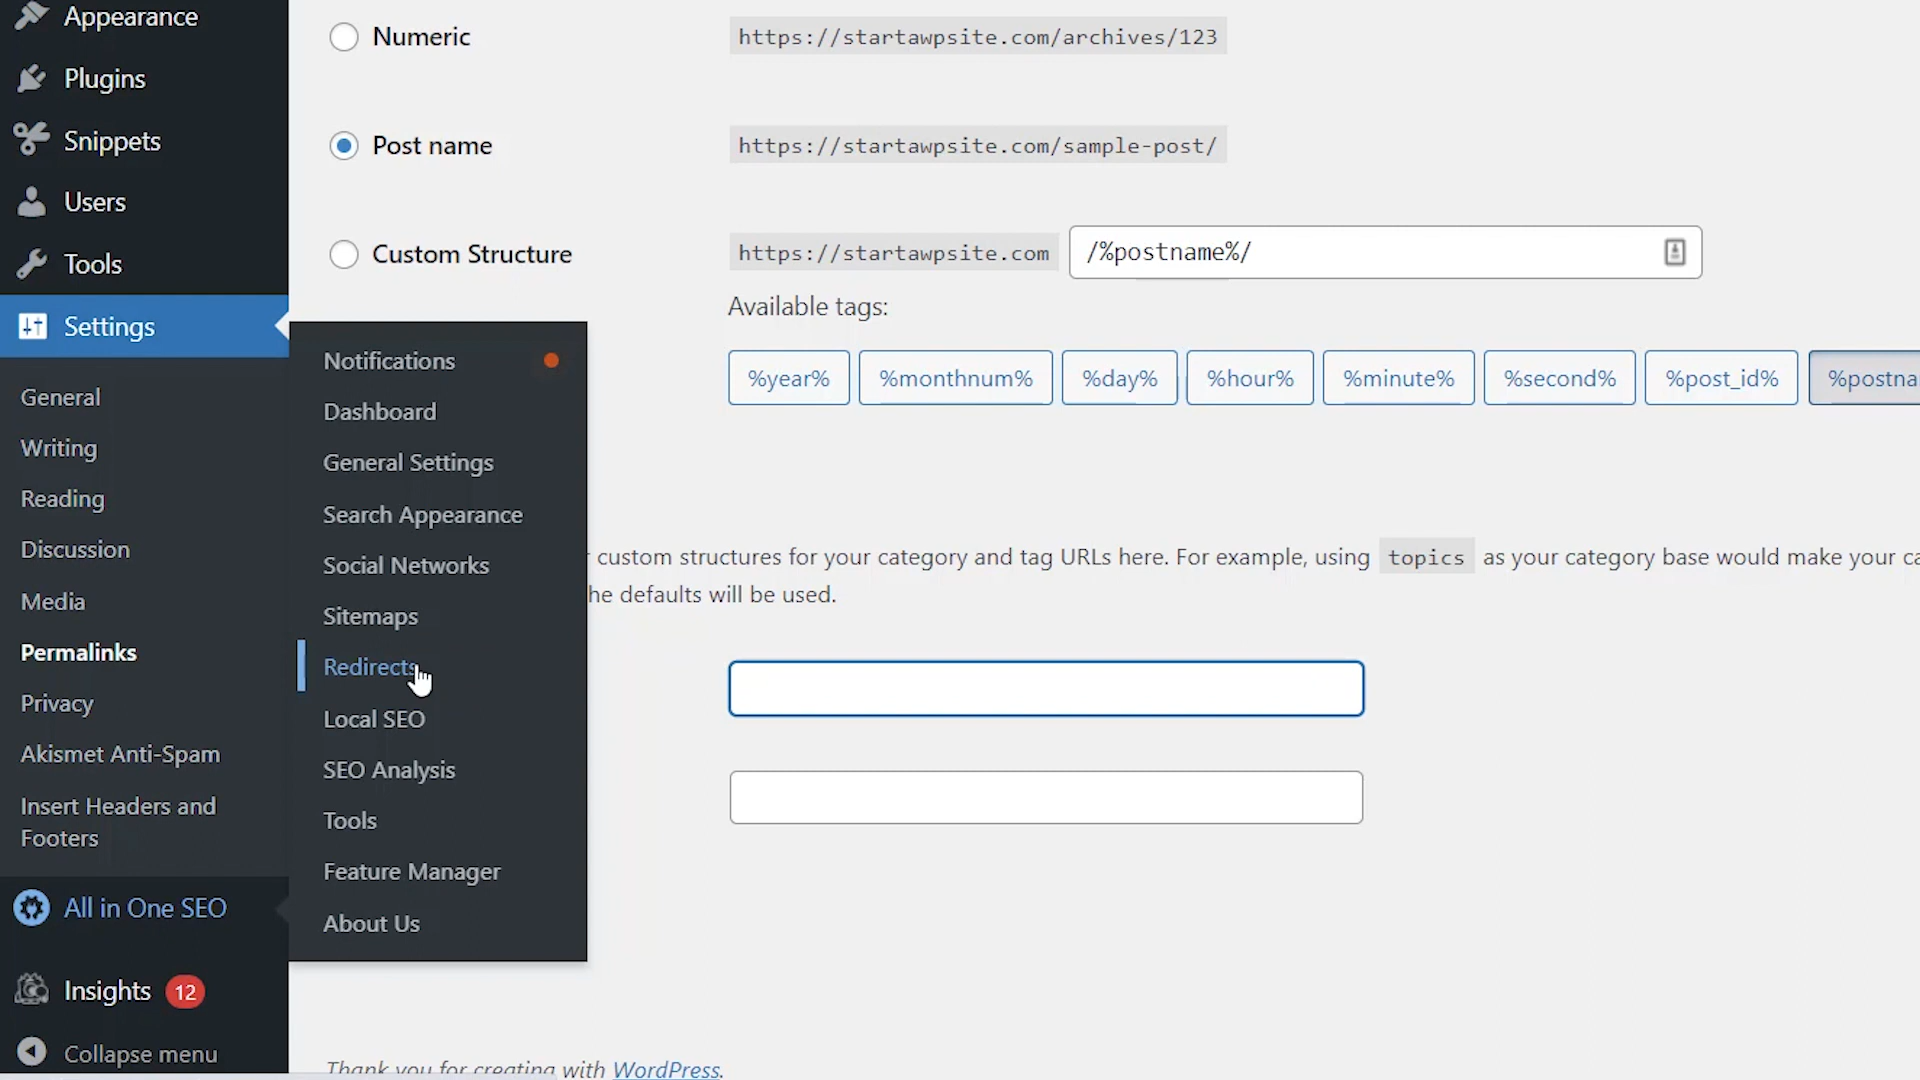 Appearance
Plugins
Snippets
Users
Tools
Settings
General
Writing
Reading
Discussion
Media
Permalinks
Privacy
Akismet Anti-Spam
Insert Headers and
Footers
All in One SEO
Insights 12
Collapse menu
Notifications
Dashboard
General Settings
Search Appearance
Social Networks
Sitemaps
Redirects
Local SEO
SEO Analysis
Tools
Feature Manager
About Us
Numeric https://startawpsite.com/archives/123
Post name https://startawpsite.com/sample-post/
Custom Structure https://startawpsite.com /%postname%/
Available tags:
%year% %monthnum% %day% %hour% %minute% %second% %post_id% %postna
custom structures for your category and tag URLs here. For example, using topics as your category base would make your ca
he defaults will be used.
Thank you for creating with WordPress.